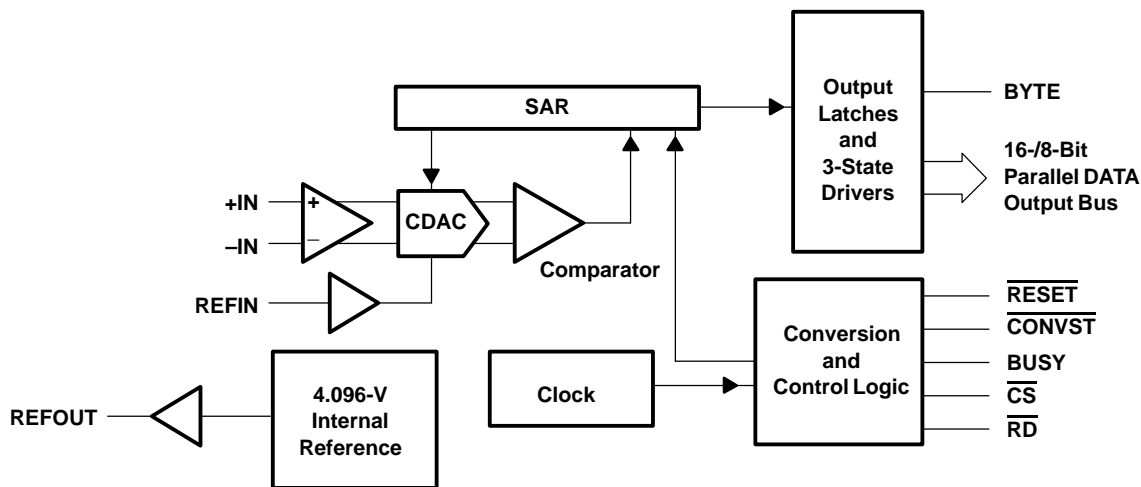 SAR
Output
Latches
and
3-State
Drivers
BYTE
16-/8-Bit
Parallel DATA
Output Bus
+IN
–IN
+
–
CDAC
Comparator
REFIN
RESET
CONVST
BUSY
CS
RD
Conversion
and
Control Logic
Clock
4.096-V
Internal
Reference
REFOUT